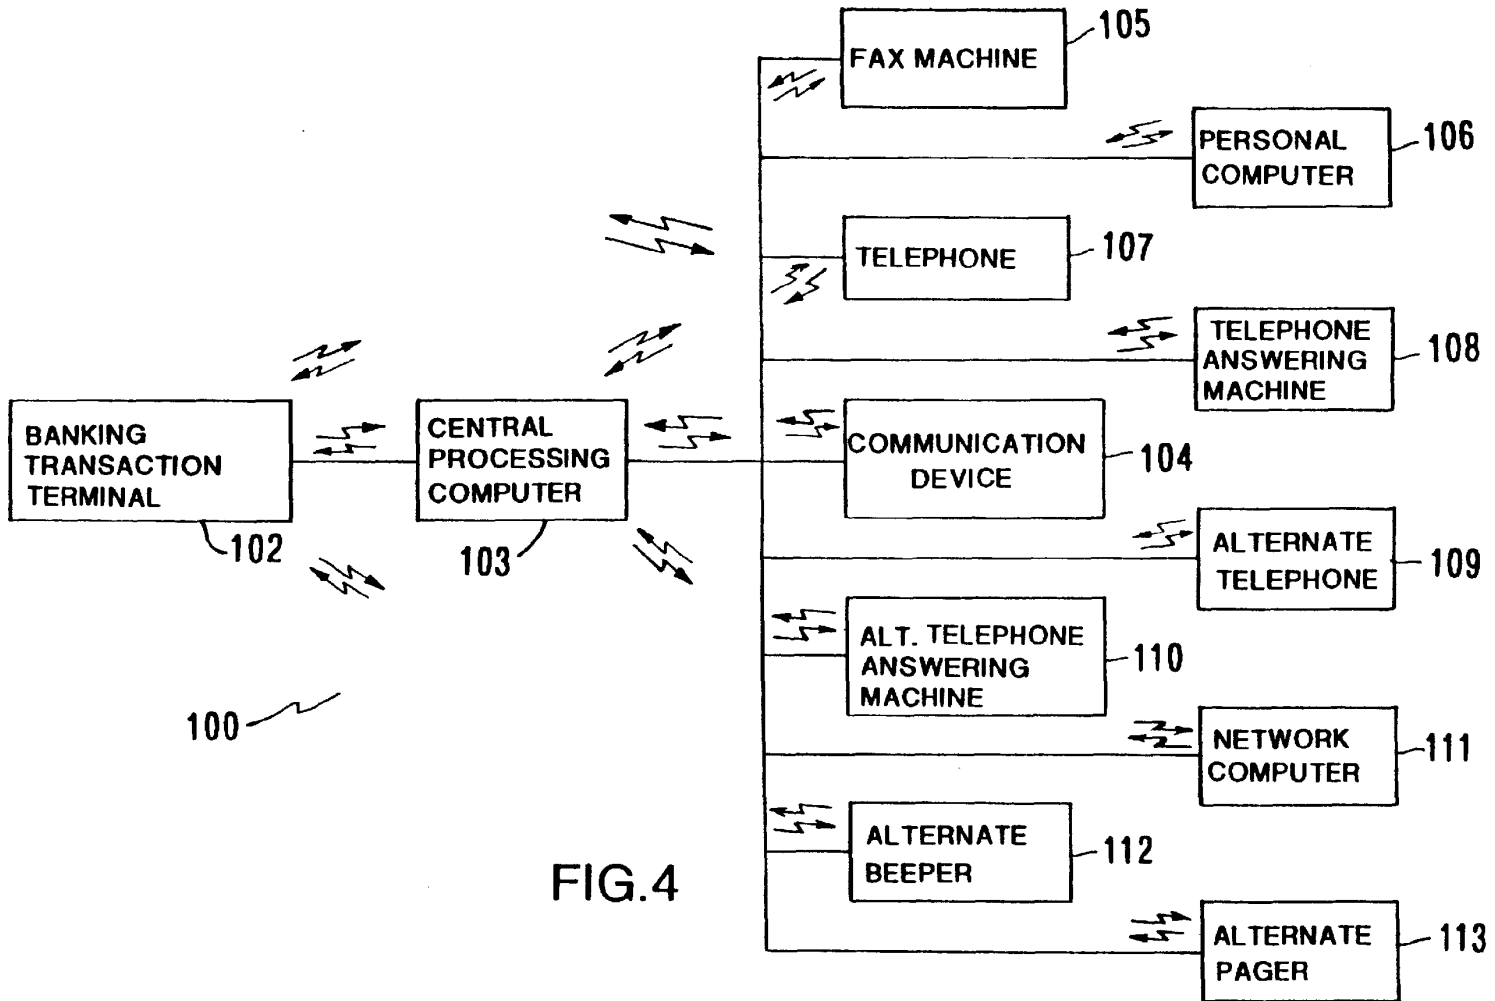 FAX MACHINE
105
PERSONAL
COMPUTER
106
TELEPHONE
107
TELEPHONE
ANSWERING
MACHINE
108
BANKING
TRANSACTION
TERMINAL
102
CENTRAL
PROCESSING
COMPUTER
103
COMMUNICATION
DEVICE
104
ALTERNATE
TELEPHONE
109
ALT. TELEPHONE
ANSWERING
MACHINE
110
100
NETWORK
COMPUTER
111
ALTERNATE
BEEPER
112
FIG.4
ALTERNATE
PAGER
113